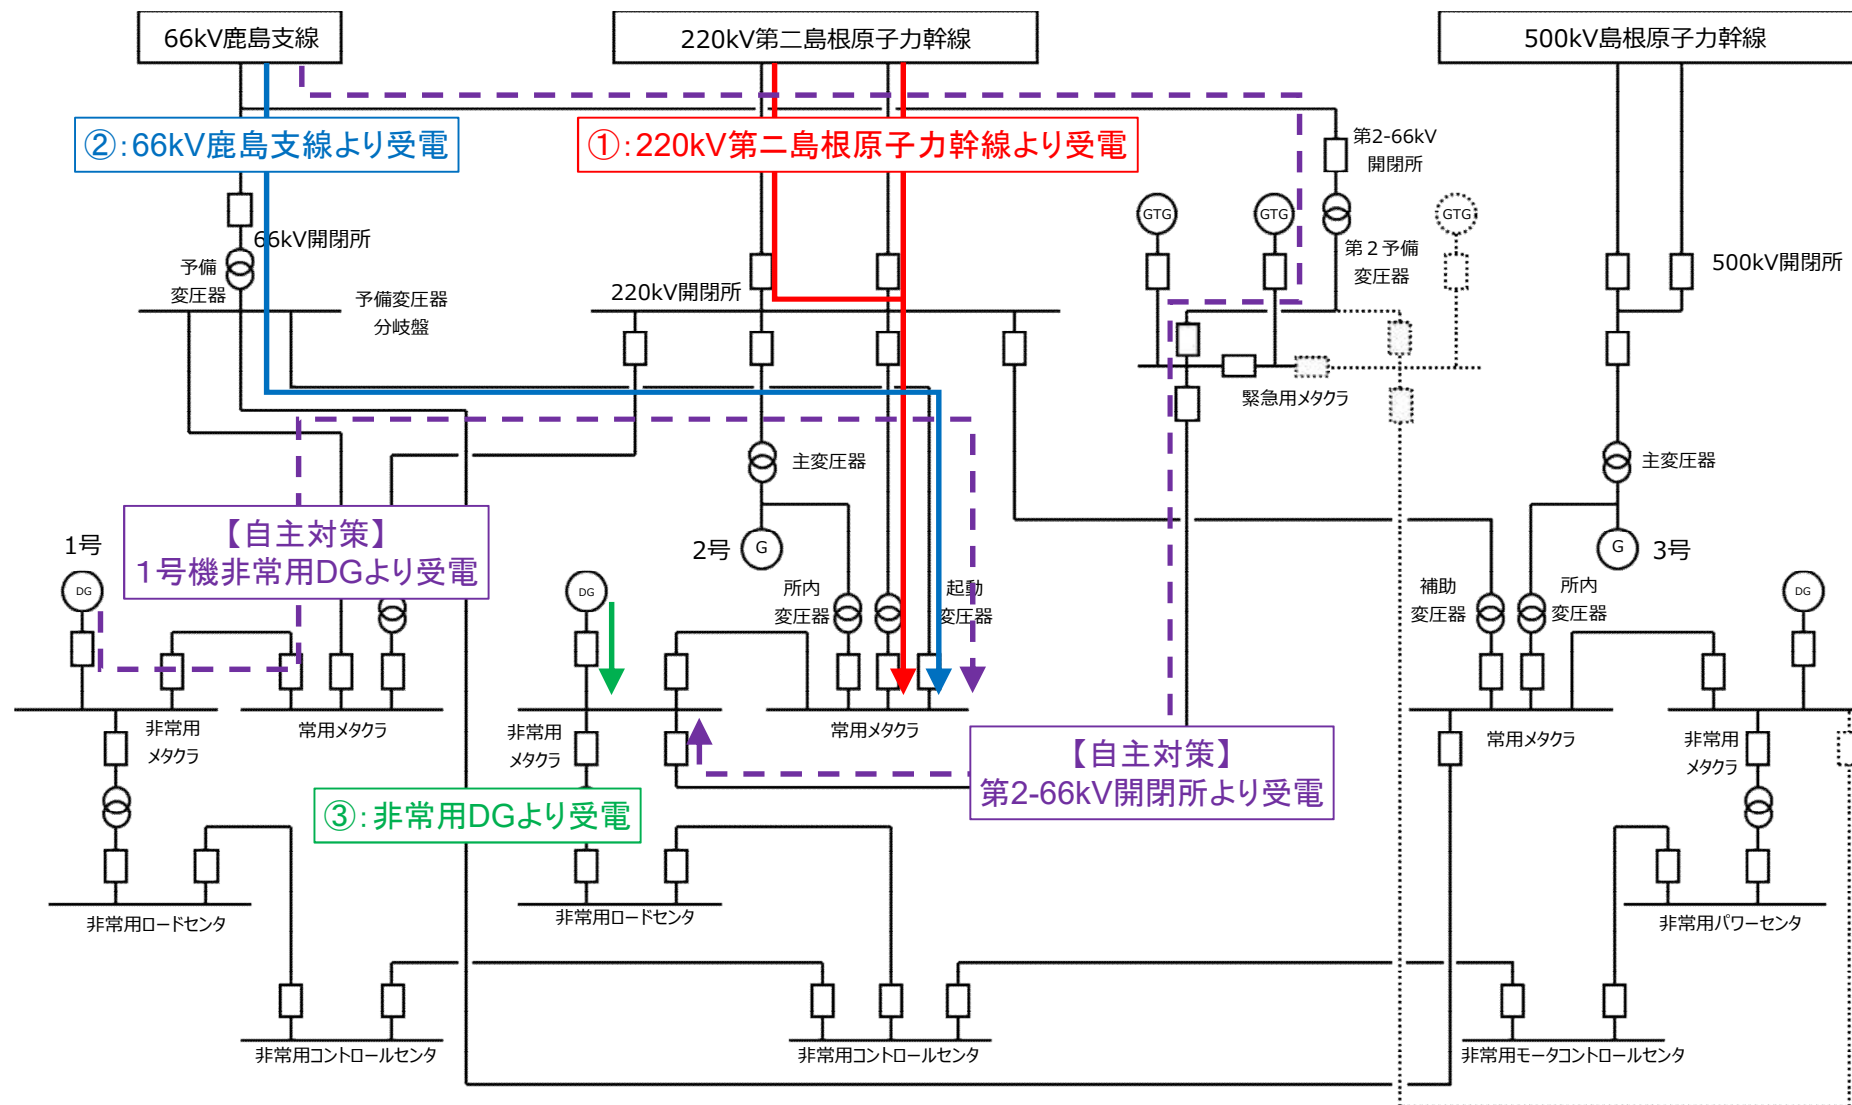 66kV鹿島支線
220kV第二島根原子力幹線
500kV島根原子力幹線
②:66kV鹿島支線より受電
①:220kV第二島根原子力幹線より受電
第2-66kV
開閉所
GTG
GTG
GTG
66kV開閉所
予備
変圧器
第2予備
変圧器
500kV開閉所
予備変圧器
分岐盤
220kV開閉所
緊急用メタクラ
主変圧器
主変圧器
【自主対策】
1号機非常用DGより受電
1号
2号
G
G
3号
DG
DG
所内
変圧器
起動
変圧器
補助
変圧器
所内
変圧器
DG
非常用
メタクラ
常用メタクラ
非常用
メタクラ
常用メタクラ
常用メタクラ
非常用
メタクラ
【自主対策】
第2-66kV開閉所より受電
③:非常用DGより受電
非常用ロードセンタ
非常用ロードセンタ
非常用パワーセンタ
非常用コントロールセンタ
非常用コントロールセンタ
非常用モータコントロールセンタ